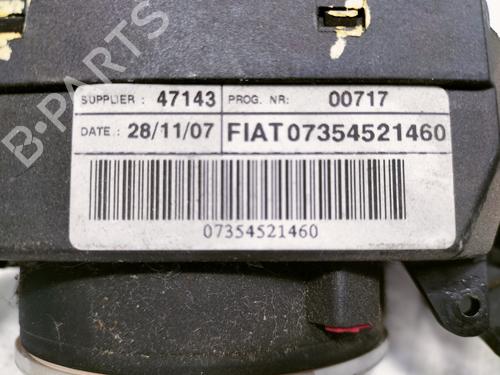 SUPPLIER : 47143 PROG. NR: 00717
DATE : 28/11/07 FIAT 07354521460
07354521460
B-PARTS